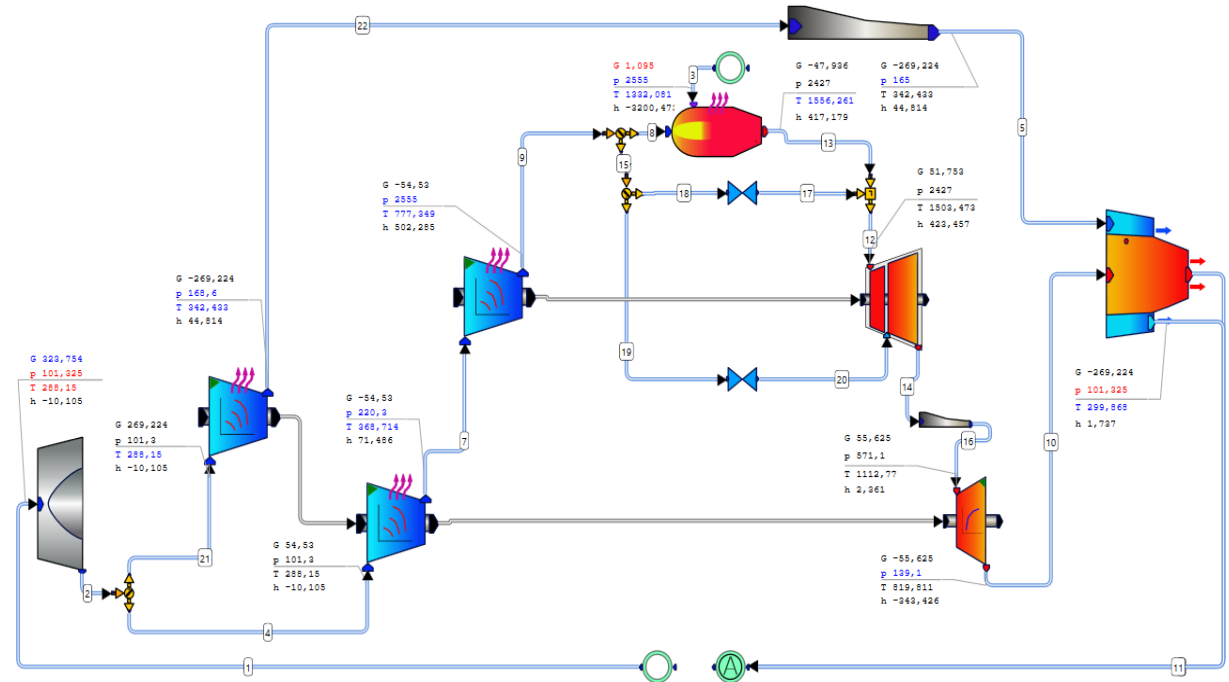 22
G 1,095
p 2555
T 1332,081
h -3200,47
3
G -47,936
p 2427
T 1556,261
h 417,179
G -269,224
p 165
T 342,433
h 44,814
5
8
9
13
15
18
17
G -54,53
p 2555
T 777,349
h 502,285
G 51,753
p 2427
T 1503,473
h 423,457
12
G -269,224
p 168,6
T 342,433
h 44,814
19
20
14
G 323,754
p 101,325
T 288,15
h -10,105
G 269,224
p 101,3
T 288,15
h -10,105
G -54,53
p 220,3
T 368,714
h 71,486
7
G 55,625
p 571,1
T 1112,77
h 2,361
16
10
G -269,224
p 101,325
T 299,868
h 1,737
21
G 54,53
p 101,3
T 288,15
h -10,105
G -55,625
p 139,1
T 819,811
h -343,426
2
4
1
A
11